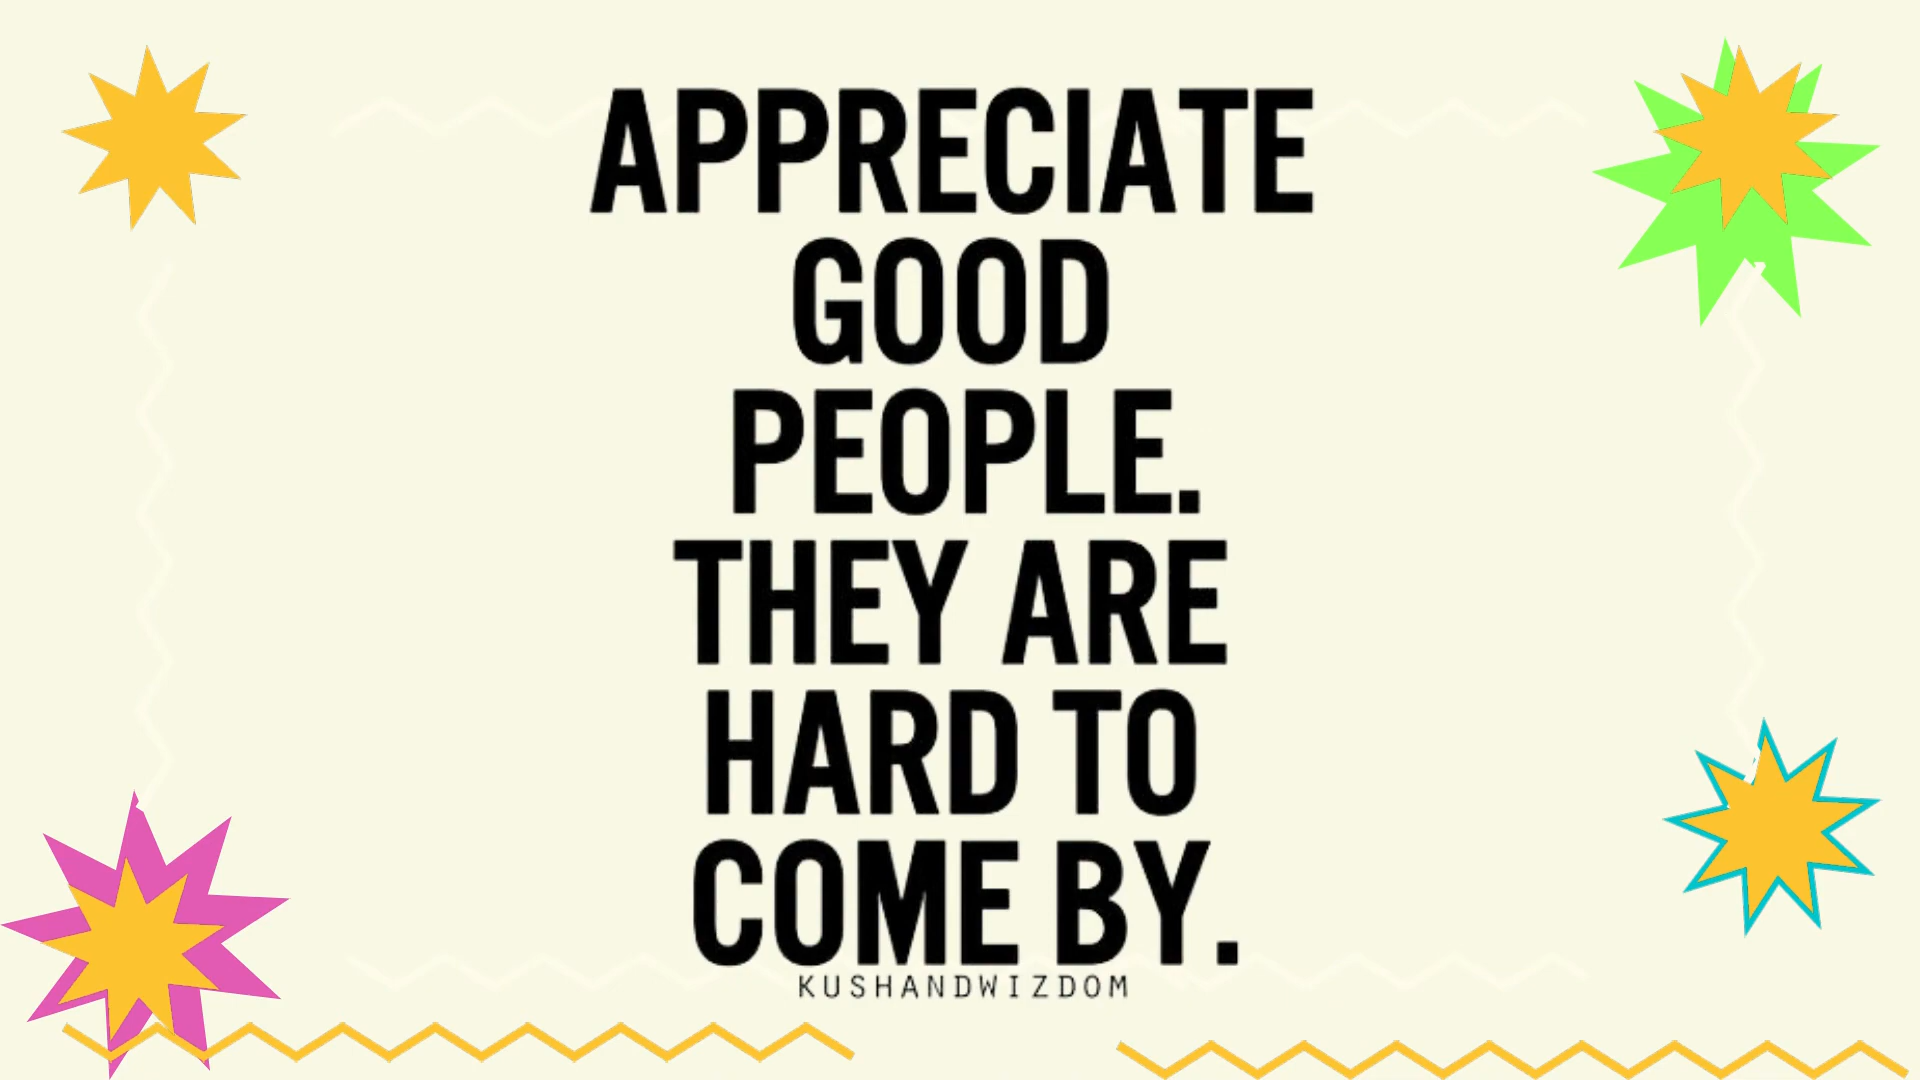 APPRECIATE
GOOD
PEOPLE.
THEY ARE
HARD TO
COME BY.
KUSHANDWIZDOM